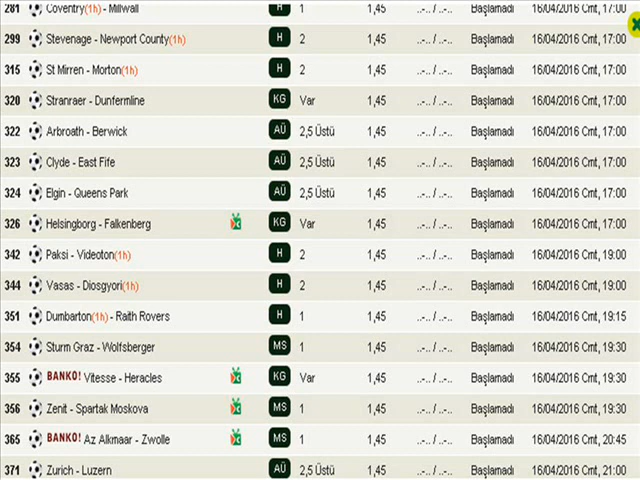 281 Coventry(1h) - Millwall H 1 1,45 ..-.. / ..-.. Başlamadı 16/04/2016 Cmt, 17:00
299 Stevenage - Newport County(1h) H 2 1,45 ..-.. / ..-.. Başlamadı 16/04/2016 Cmt, 17:00
315 St Mirren - Morton(1h) H 2 1,45 ..-.. / ..-.. Başlamadı 16/04/2016 Cmt, 17:00
320 Stranraer - Dunfermline KG Var 1,45 ..-.. / ..-.. Başlamadı 16/04/2016 Cmt, 17:00
322 Arbroath - Berwick AÜ 2,5 Üstü 1,45 ..-.. / ..-.. Başlamadı 16/04/2016 Cmt, 17:00
323 Clyde - East Fife AÜ 2,5 Üstü 1,45 ..-.. / ..-.. Başlamadı 16/04/2016 Cmt, 17:00
324 Elgin - Queens Park AÜ 2,5 Üstü 1,45 ..-.. / ..-.. Başlamadı 16/04/2016 Cmt, 17:00
326 Helsingborg - Falkenberg KG Var 1,45 ..-.. / ..-.. Başlamadı 16/04/2016 Cmt, 17:00
342 Paksi - Videoton(1h) H 2 1,45 ..-.. / ..-.. Başlamadı 16/04/2016 Cmt, 19:00
344 Vasas - Diosgyori(1h) H 2 1,45 ..-.. / ..-.. Başlamadı 16/04/2016 Cmt, 19:00
351 Dumbarton(1h) - Raith Rovers H 1 1,45 ..-.. / ..-.. Başlamadı 16/04/2016 Cmt, 19:15
354 Sturm Graz - Wolfsberger MS 1 1,45 ..-.. / ..-.. Başlamadı 16/04/2016 Cmt, 19:30
355 BANKO! Vitesse - Heracles KG Var 1,45 ..-.. / ..-.. Başlamadı 16/04/2016 Cmt, 19:30
356 Zenit - Spartak Moskova MS 1 1,45 ..-.. / ..-.. Başlamadı 16/04/2016 Cmt, 19:30
365 BANKO! Az Alkmaar - Zwolle MS 1 1,45 ..-.. / ..-.. Başlamadı 16/04/2016 Cmt, 20:45
371 Zurich - Luzern AÜ 2,5 Üstü 1,45 ..-.. / ..-.. Başlamadı 16/04/2016 Cmt, 21:00